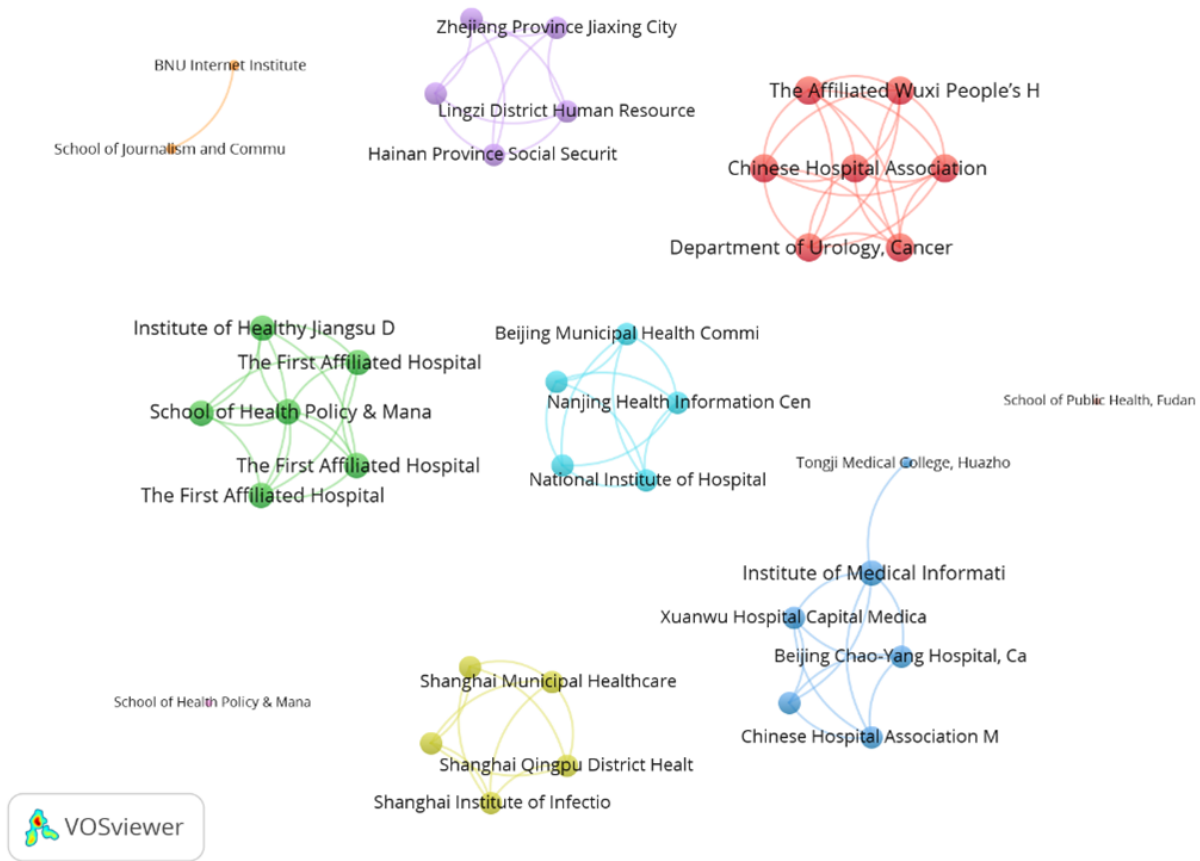 Zhejiang Province Jiaxing City
BNU Internet Institute
The Affiliated Wuxi People's H
Lingzi District Human Resource
School of Journalism and Commu
Hainan Province Social Securit
Chinese Hospital Association
Department of Urology, Cancer
Institute of Healthy Jiangsu D
Beijing Municipal Health Commi
The First Affiliated Hospital
School of Public Health, Fudan
Nanjing Health Information Cen
School of Health Policy & Mana
Tongji Medical College, Huazho
The First Affiliated Hospital
National Institute of Hospital
The First Affiliated Hospital
Institute of Medical Informati
Xuanwu Hospital Capital Medica
Beijing Chao-Yang Hospital, Ca
Shanghai Municipal Healthcare
School of Health Policy & Mana
Chinese Hospital Association M
Shanghai Qingpu District Healt
Shanghai Institute of Infectio
VOSviewer